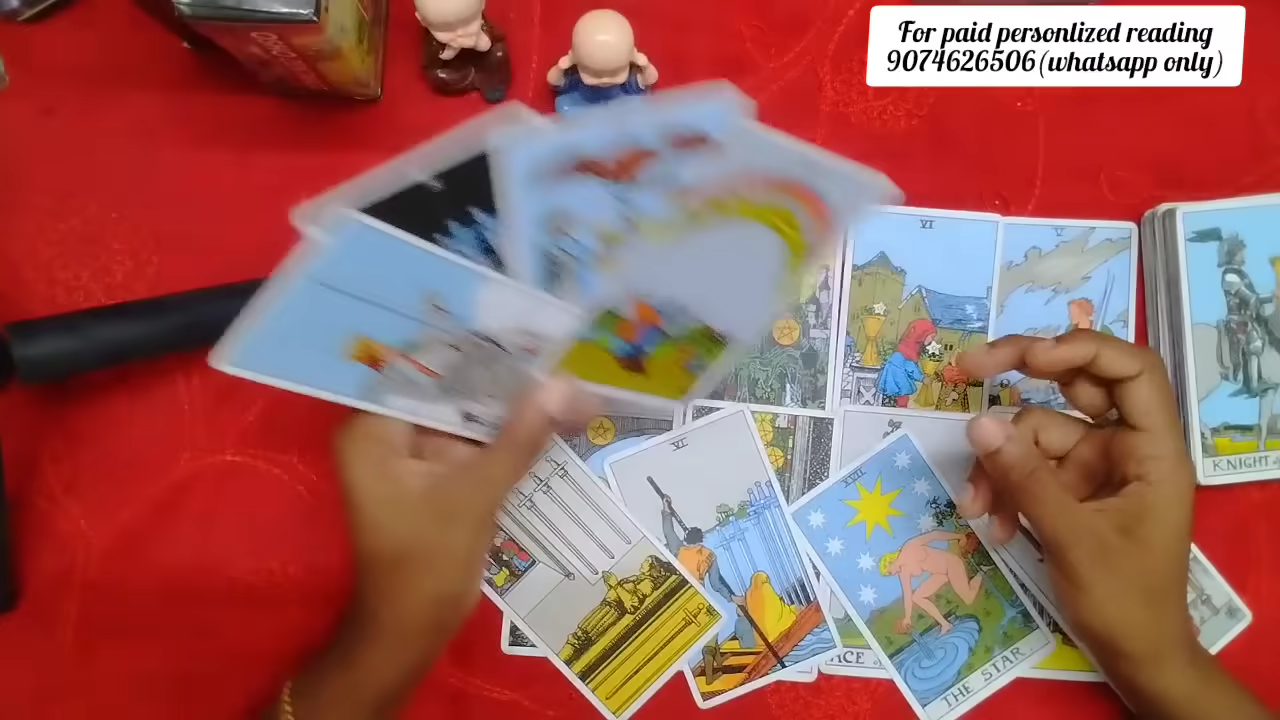 For paid personlized reading
9074626506(whatsapp only)
VI
V
KNIGHT
VI
XVII
THE STAR.